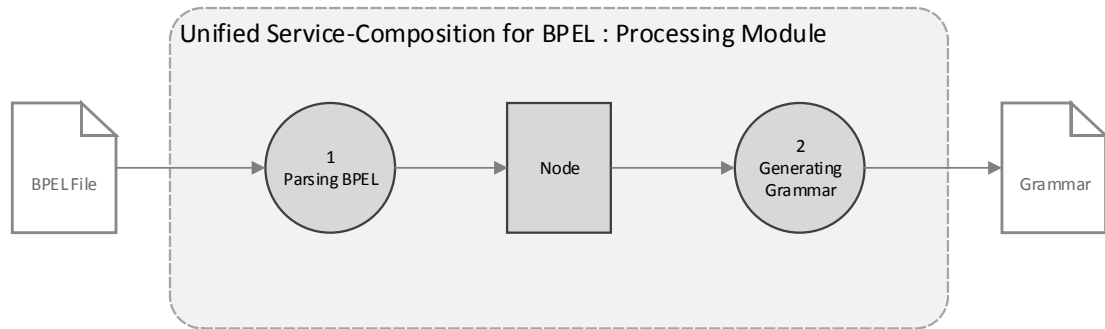 Unified Service-Composition for BPEL : Processing Module
BPEL File
1
Parsing BPEL
Node
2
Generating
Grammar
Grammar